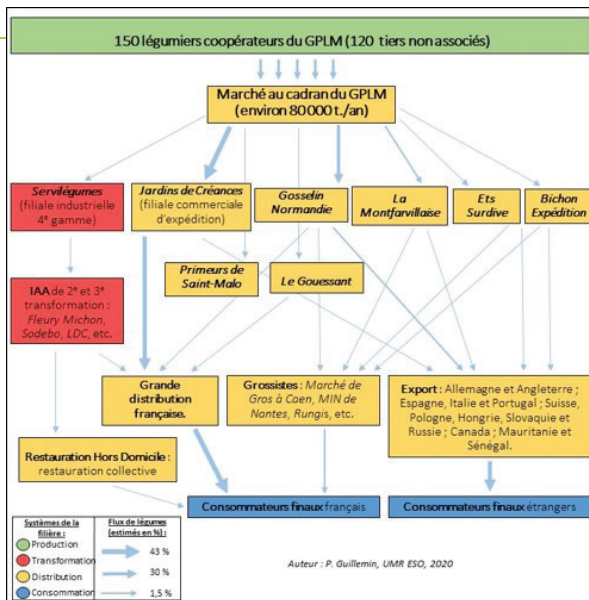 150 légumiers coopérateurs du GPLM (120 tiers non associés)
Marché au cadran du GPLM
(environ 80 000 t./an)
Servilégumes
(filiale industrielle
4e gamme)
Jardins de Créances
(filiale commerciale
d'expédition)
Gosselin
Normandie
La
Montfarvillaise
Ets
Surdive
Bichon
Expédition
Primeurs de
Saint-Malo
Le Gouessant
IAA de 2e et 3e
transformation :
Fleury Michon,
Sodebo, LDC, etc.
Grande
distribution
française.
Grossistes : Marché de
Gros à Caen, MIN de
Nantes, Rungis, etc.
Export : Allemagne et Angleterre ;
Espagne, Italie et Portugal ; Suisse,
Pologne, Hongrie, Slovaquie et
Russie ; Canada ; Mauritanie et
Sénégal.
Restauration Hors Domicile :
restauration collective
Consommateurs finaux français
Consommateurs finaux étrangers
Systèmes de la
filière :
Production
Transformation
Distribution
Consommation
Flux de légumes
(estimés en %) :
43 %
30 %
1,5 %
Auteur : P. Guillemin, UMR ESO, 2020